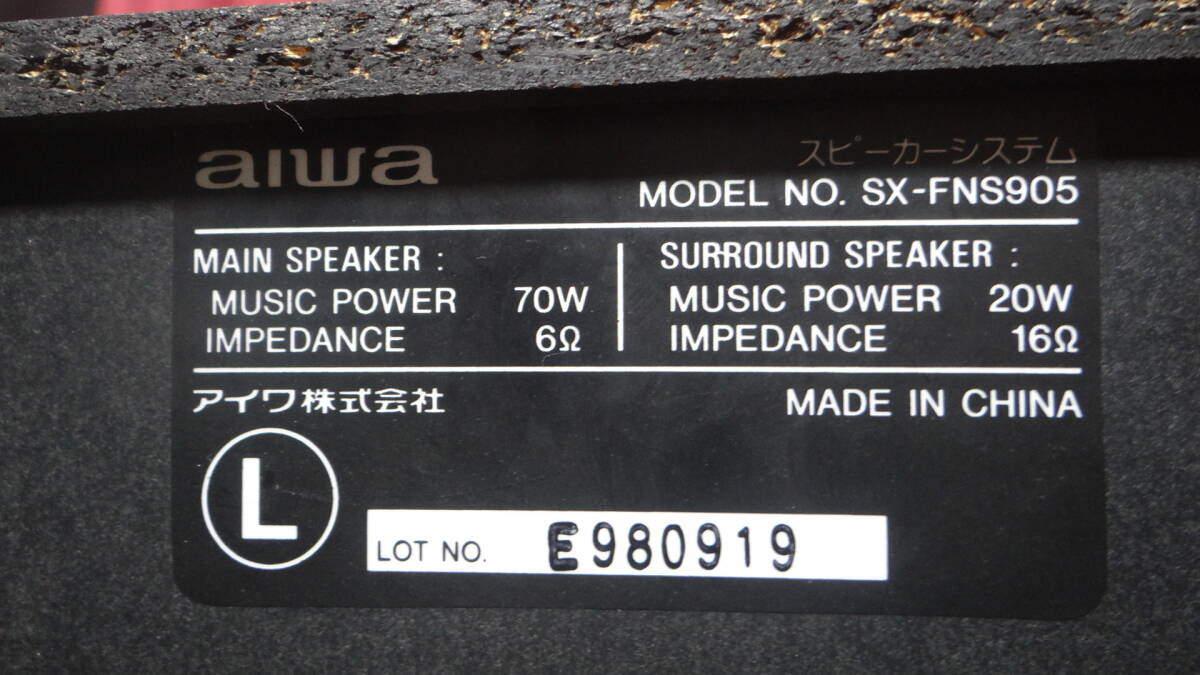 aiwa
スピーカーシステム
MODEL NO. SX-FNS905
MAIN SPEAKER :
MUSIC POWER 70W
IMPEDANCE 6Ω
SURROUND SPEAKER :
MUSIC POWER 20W
IMPEDANCE 16Ω
アイワ株式会社
MADE IN CHINA
L
LOT NO. E980919